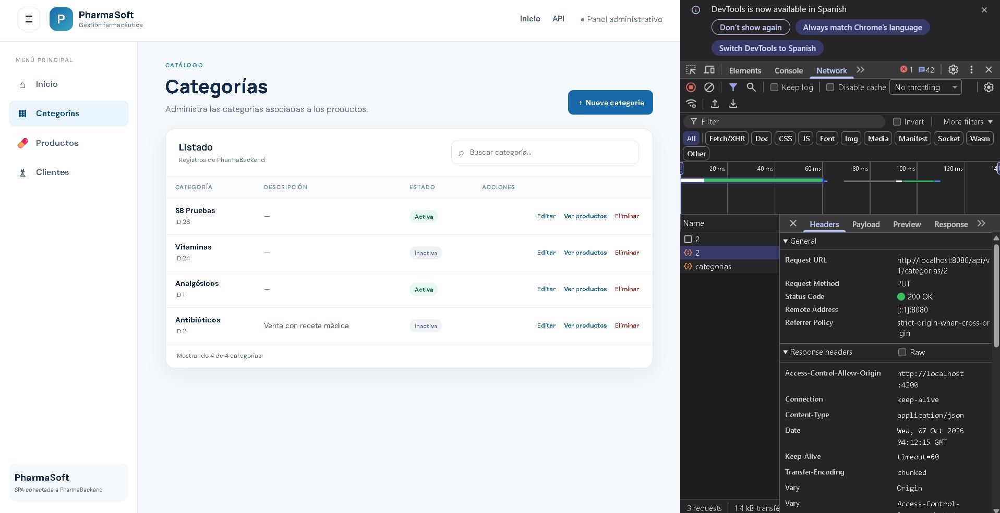 ☰
P
PharmaSoft
Gestión farmacéutica
Inicio
API
● Panel administrativo
MENÚ PRINCIPAL
Inicio
Categorías
Productos
Clientes
PharmaSoft
SPA conectada a PharmaBackend
CATÁLOGO
Categorías
Administra las categorías asociadas a los productos.
+ Nueva categoría
Listado
Registros de PharmaBackend
Buscar categoría...
CATEGORÍA DESCRIPCIÓN ESTADO ACCIONES
S8 Pruebas
ID 26
—
Activa
Editar Ver productos Eliminar
Vitaminas
ID 24
—
Inactiva
Editar Ver productos Eliminar
Analgésicos
ID 1
—
Activa
Editar Ver productos Eliminar
Antibióticos
ID 2
Venta con receta médica
Inactiva
Editar Ver productos Eliminar
Mostrando 4 de 4 categorías
DevTools is now available in Spanish
Don't show again
Always match Chrome's language
Switch DevTools to Spanish
Elements Console Network
1 42
Keep log
Disable cache
No throttling
Filter
Invert
More filters
All Fetch/XHR Doc CSS JS Font Img Media Manifest Socket Wasm
Other
20 ms 40 ms 60 ms 80 ms 100 ms 120 ms 14
Name
2
2
categorias
Headers Payload Preview Response
General
Request URL
http://localhost:8080/api/v
1/categorias/2
Request Method
PUT
Status Code
200 OK
Remote Address
[::1]:8080
Referrer Policy
strict-origin-when-cross-or
igin
Response headers
Raw
Access-Control-Allow-Origin
http://localhost
:4200
Connection
keep-alive
Content-Type
application/json
Date
Wed, 07 Oct 2026
04:12:15 GMT
Keep-Alive
timeout=60
Transfer-Encoding
chunked
Vary
Origin
Vary
Access-Control-
3 requests
1.4 kB transfe